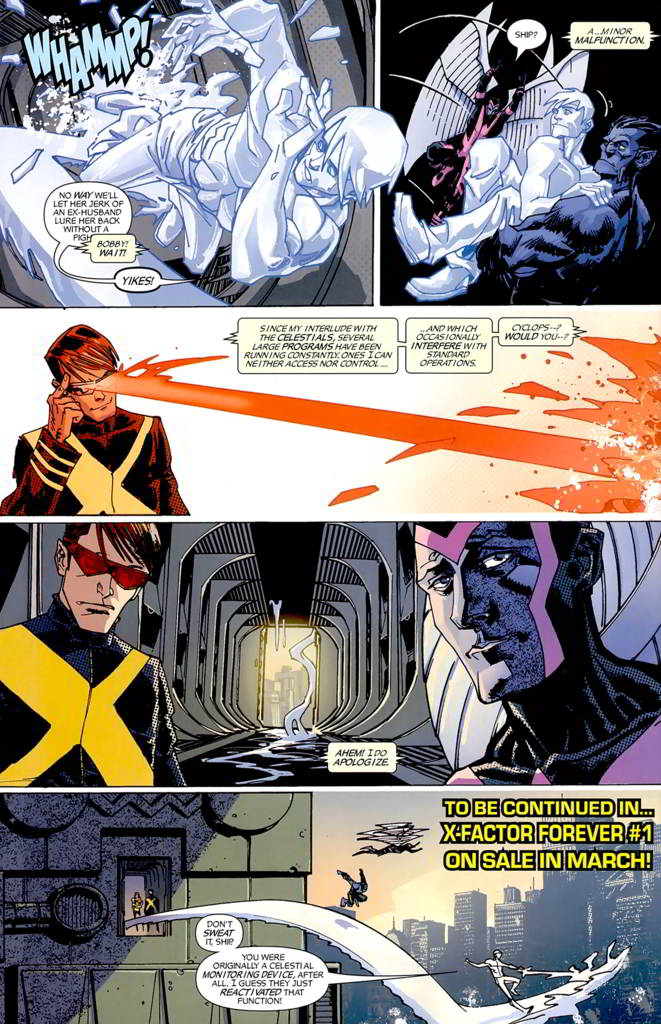 WHAMMMP!
NO WAY WE'LL
LET HER JERK OF
AN EX-HUSBAND
LURE HER BACK
WITHOUT A
BOBBY!
WAIT!
YIKES!
SHIP?
A...MINOR
MALFUNCTION.
SINCE MY INTERLUDE WITH
THE CELESTIALS, SEVERAL
LARGE PROGRAMS HAVE BEEN
RUNNING CONSTANTLY. ONES I CAN
NEITHER ACCESS NOR CONTROL...
...AND WHICH
OCCASIONALLY
INTERFERE WITH
STANDARD
OPERATIONS.
CYCLOPS--?
WOULD YOU--?
AHEM! I DO
APOLOGIZE.
TO BE CONTINUED IN...
X-FACTOR FOREVER #1
ON SALE IN MARCH!
DON'T
SWEAT
IT, SHIP.
YOU WERE
ORIGINALLY A CELESTIAL
MONITORING DEVICE, AFTER
ALL. I GUESS THEY JUST
REACTIVATED THAT
FUNCTION!